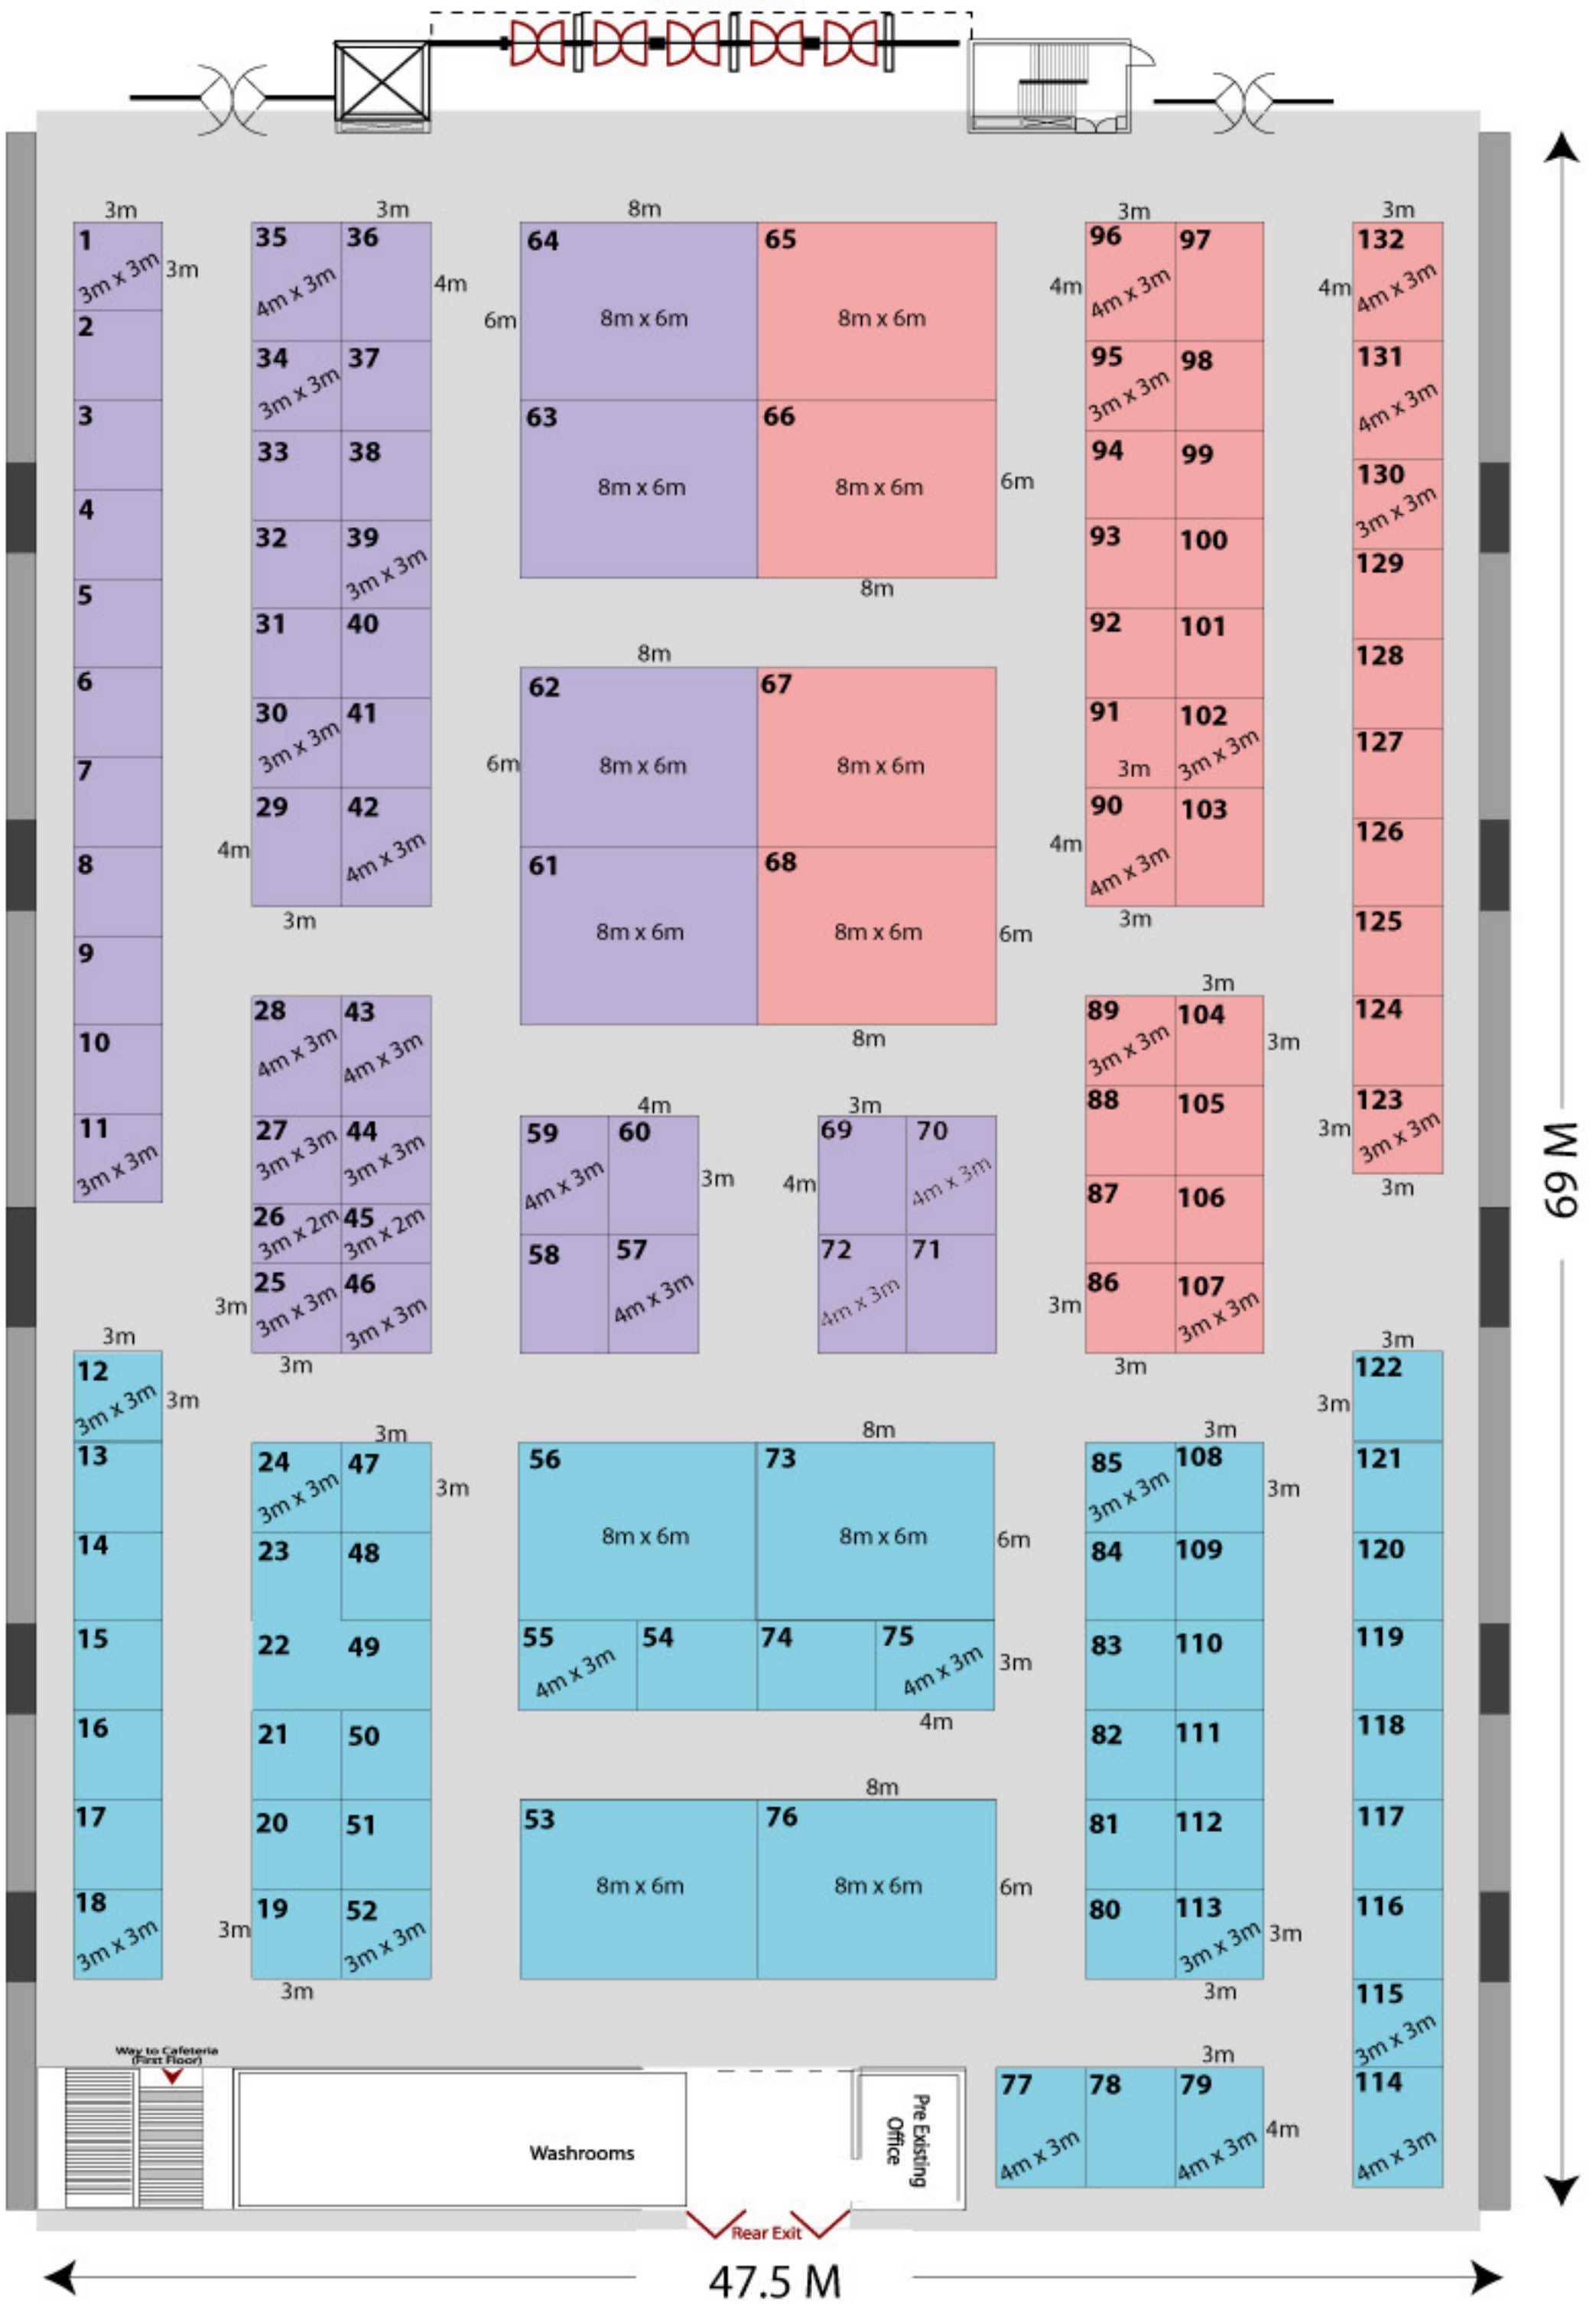 3m
3m
8m
3m
3m
1
3m x 3m
3m
2
3
4
5
6
7
8
9
10
11
3m x 3m
35
4m x 3m
36
4m
34
3m x 3m
37
33
38
32
39
3m x 3m
31
40
30
3m x 3m
41
29
42
4m x 3m
4m
3m
64
8m x 6m
6m
65
8m x 6m
63
8m x 6m
66
8m x 6m
6m
8m
8m
62
8m x 6m
6m
67
8m x 6m
61
8m x 6m
68
8m x 6m
6m
8m
96
4m x 3m
4m
97
95
3m x 3m
98
94
99
93
100
92
101
91
3m
102
3m x 3m
90
4m x 3m
4m
103
3m
132
4m x 3m
4m
131
4m x 3m
130
3m x 3m
129
128
127
126
125
124
123
3m x 3m
3m
3m
28
4m x 3m
43
4m x 3m
27
3m x 3m
44
3m x 3m
26
3m x 2m
45
3m x 2m
25
3m x 3m
46
3m x 3m
3m
3m
4m
59
4m x 3m
60
3m
58
57
4m x 3m
3m
69
4m
70
4m x 3m
72
4m x 3m
71
3m
89
3m x 3m
104
3m
88
105
87
106
86
3m
107
3m x 3m
3m
69 M
3m
12
3m x 3m
3m
13
14
15
16
17
18
3m x 3m
3m
24
3m x 3m
47
3m
23
48
22
49
21
50
20
51
19
3m
52
3m x 3m
3m
8m
56
8m x 6m
73
8m x 6m
6m
55
4m x 3m
54
74
75
4m x 3m
3m
4m
8m
53
8m x 6m
76
8m x 6m
6m
3m
85
3m x 3m
108
3m
84
109
83
110
82
111
81
112
80
113
3m x 3m
3m
3m
3m
122
3m
121
120
119
118
117
116
115
3m x 3m
114
4m x 3m
3m
77
4m x 3m
78
79
4m x 3m
4m
Way to Cafeteria
(First Floor)
Washrooms
Pre Existing
Office
Rear Exit
47.5 M